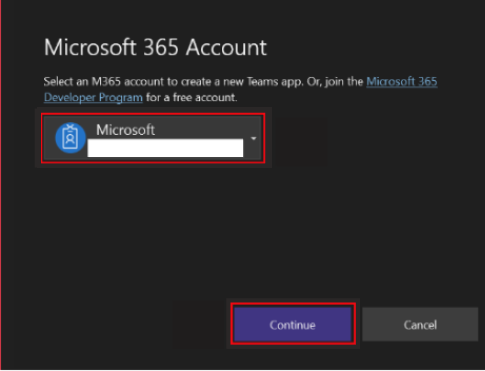 Microsoft 365 Account
Select an M365 account to create a new Teams app. Or, join the Microsoft 365
Developer Program for a free account.
Microsoft
Continue
Cancel